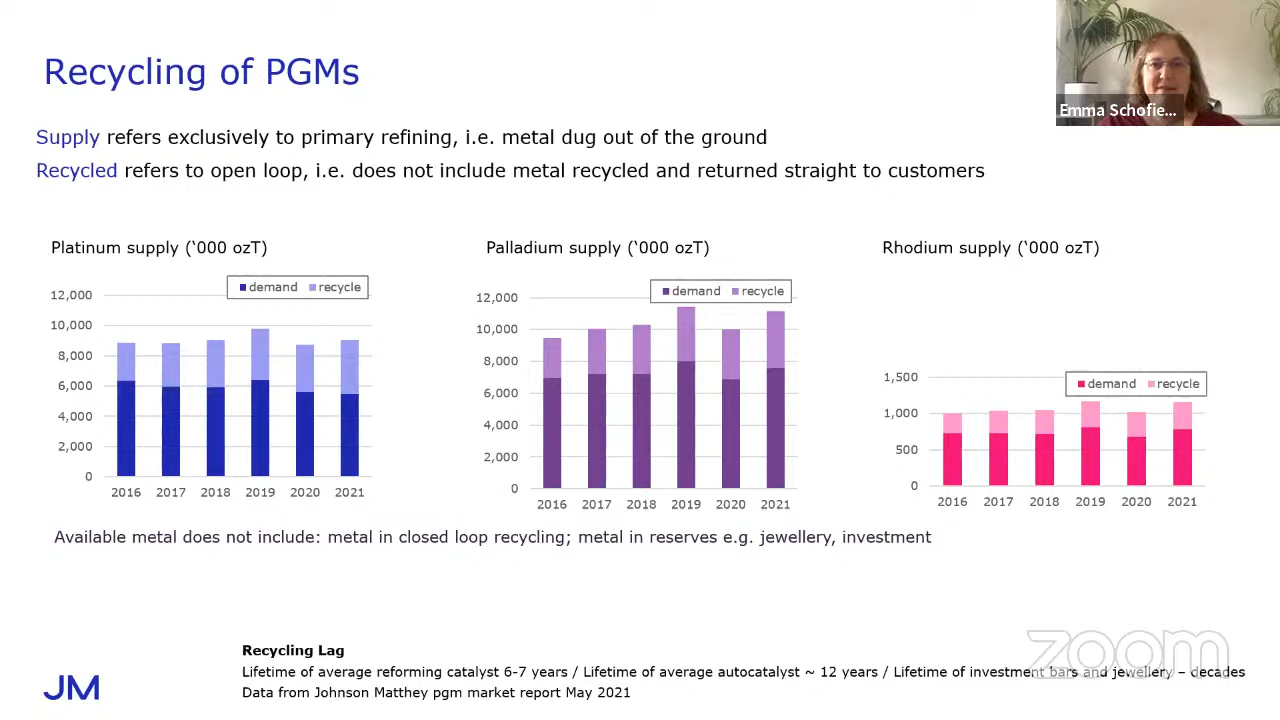 Recycling of PGMs
Emma Schofie...
Supply refers exclusively to primary refining, i.e. metal dug out of the ground
Recycled refers to open loop, i.e. does not include metal recycled and returned straight to customers
Platinum supply (‘000 ozT)
demand recycle
12,000
10,000
8,000
6,000
4,000
2,000
0
2016 2017 2018 2019 2020 2021
Palladium supply (‘000 ozT)
demand recycle
12,000
10,000
8,000
6,000
4,000
2,000
0
2016 2017 2018 2019 2020 2021
Rhodium supply (‘000 ozT)
demand recycle
1,500
1,000
500
0
2016 2017 2018 2019 2020 2021
Available metal does not include: metal in closed loop recycling; metal in reserves e.g. jewellery, investment
Recycling Lag
Lifetime of average reforming catalyst 6-7 years / Lifetime of average autocatalyst ~ 12 years / Lifetime of investment bars and jewellery – decades
Data from Johnson Matthey pgm market report May 2021
JM
zoom